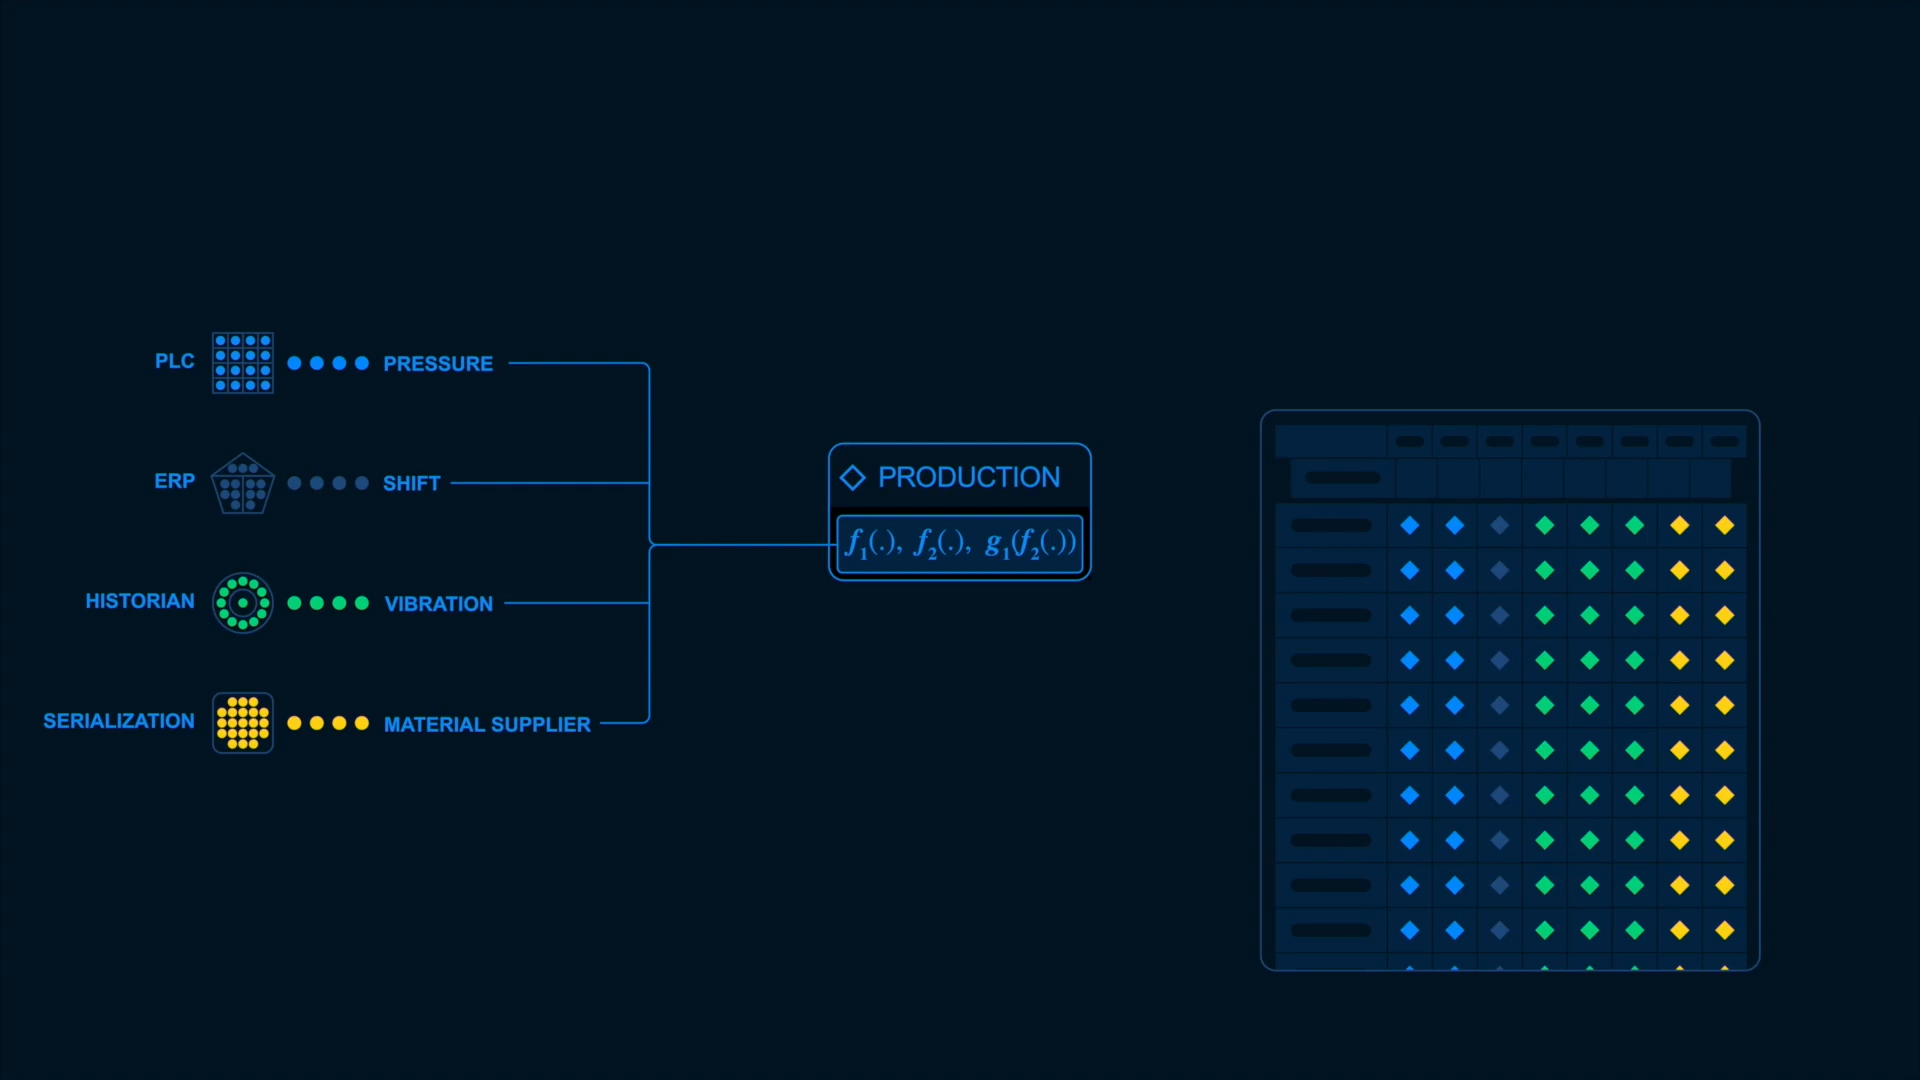 PLC PRESSURE
ERP SHIFT
HISTORIAN VIBRATION
SERIALIZATION MATERIAL SUPPLIER
PRODUCTION
f₁(.), f₂(.), g₁(f₂(.))